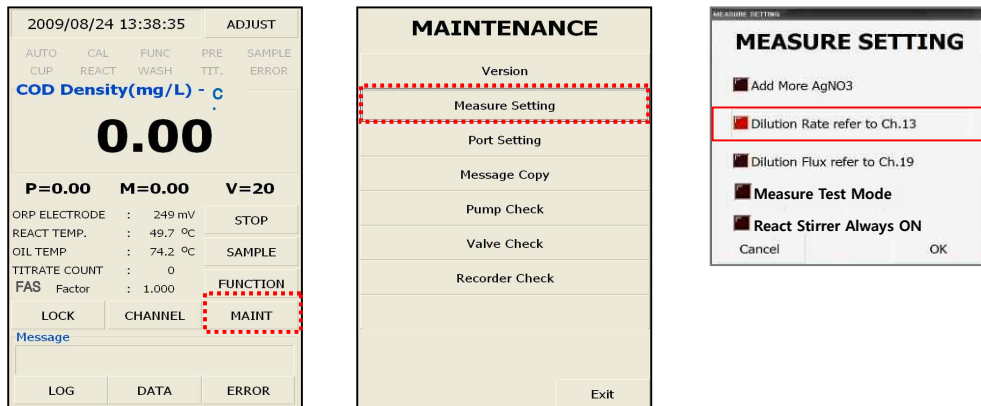 2009/08/24 13:38:35 ADJUST
AUTO CAL FUNC PRE SAMPLE
CUP REACT WASH TIT. ERROR
COD Density(mg/L) - C.
0.00
P=0.00 M=0.00 V=20
ORP ELECTRODE : 249 mV
STOP
REACT TEMP. : 49.7 ºC
OIL TEMP : 74.2 ºC SAMPLE
TITRATE COUNT : 0
FAS Factor : 1.000 FUNCTION
LOCK CHANNEL MAINT
Message
LOG DATA ERROR
MAINTENANCE
Version
Measure Setting
Port Setting
Message Copy
Pump Check
Valve Check
Recorder Check
Exit
MEASURE SETTING
MEASURE SETTING
Add More AgNO3
Dilution Rate refer to Ch.13
Dilution Flux refer to Ch.19
Measure Test Mode
React Stirrer Always ON
Cancel OK